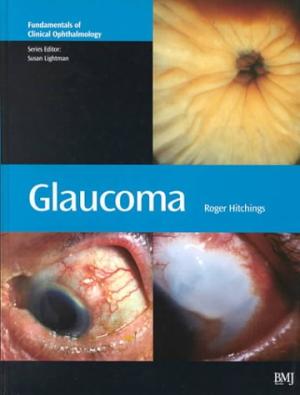 Fundamentals of
Clinical Ophthalmology
Series Editor:
Susan Lightman
Glaucoma
Roger Hitchings
BMJ